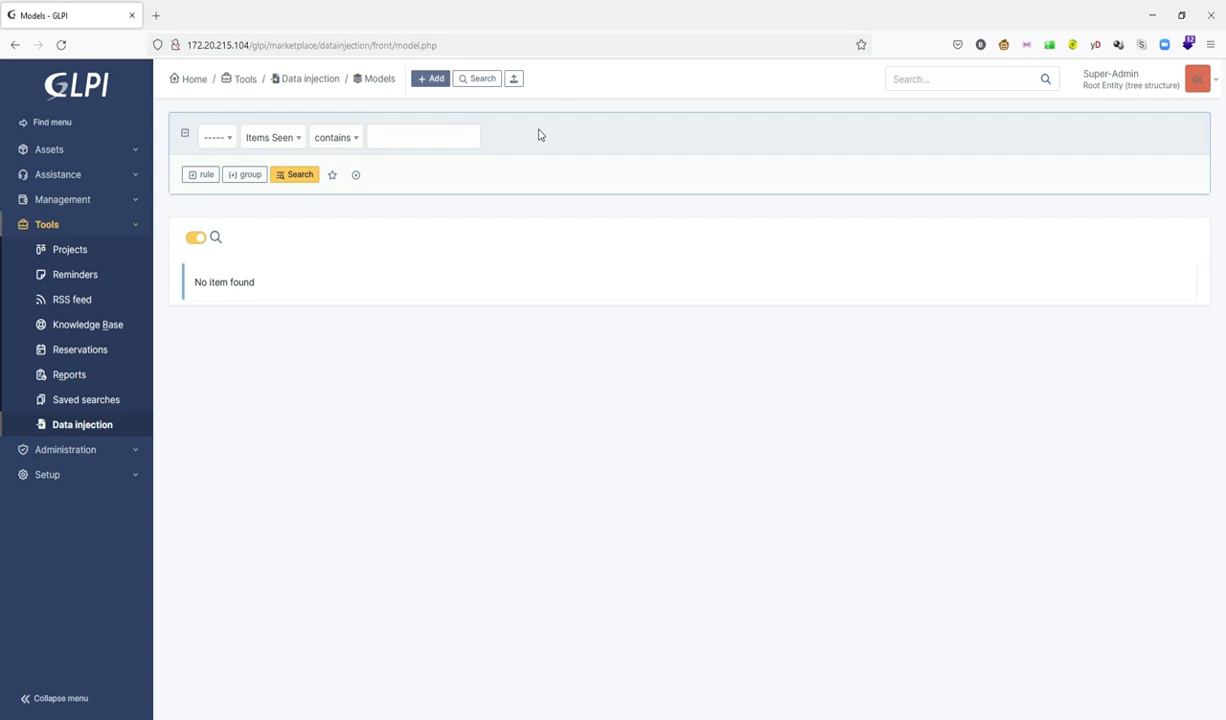 Models - GLPI
172.20.215.104/glpi/marketplace/datainjection/front/model.php
12
GLPI
Home / Tools / Data injection / Models
+ Add
Search
Search...
Super-Admin
Root Entity (tree structure)
GL
Find menu
Assets
Assistance
Management
Tools
Projects
Reminders
RSS feed
Knowledge Base
Reservations
Reports
Saved searches
Data injection
Administration
Setup
Collapse menu
----- Items Seen contains
rule (+) group Search
No item found